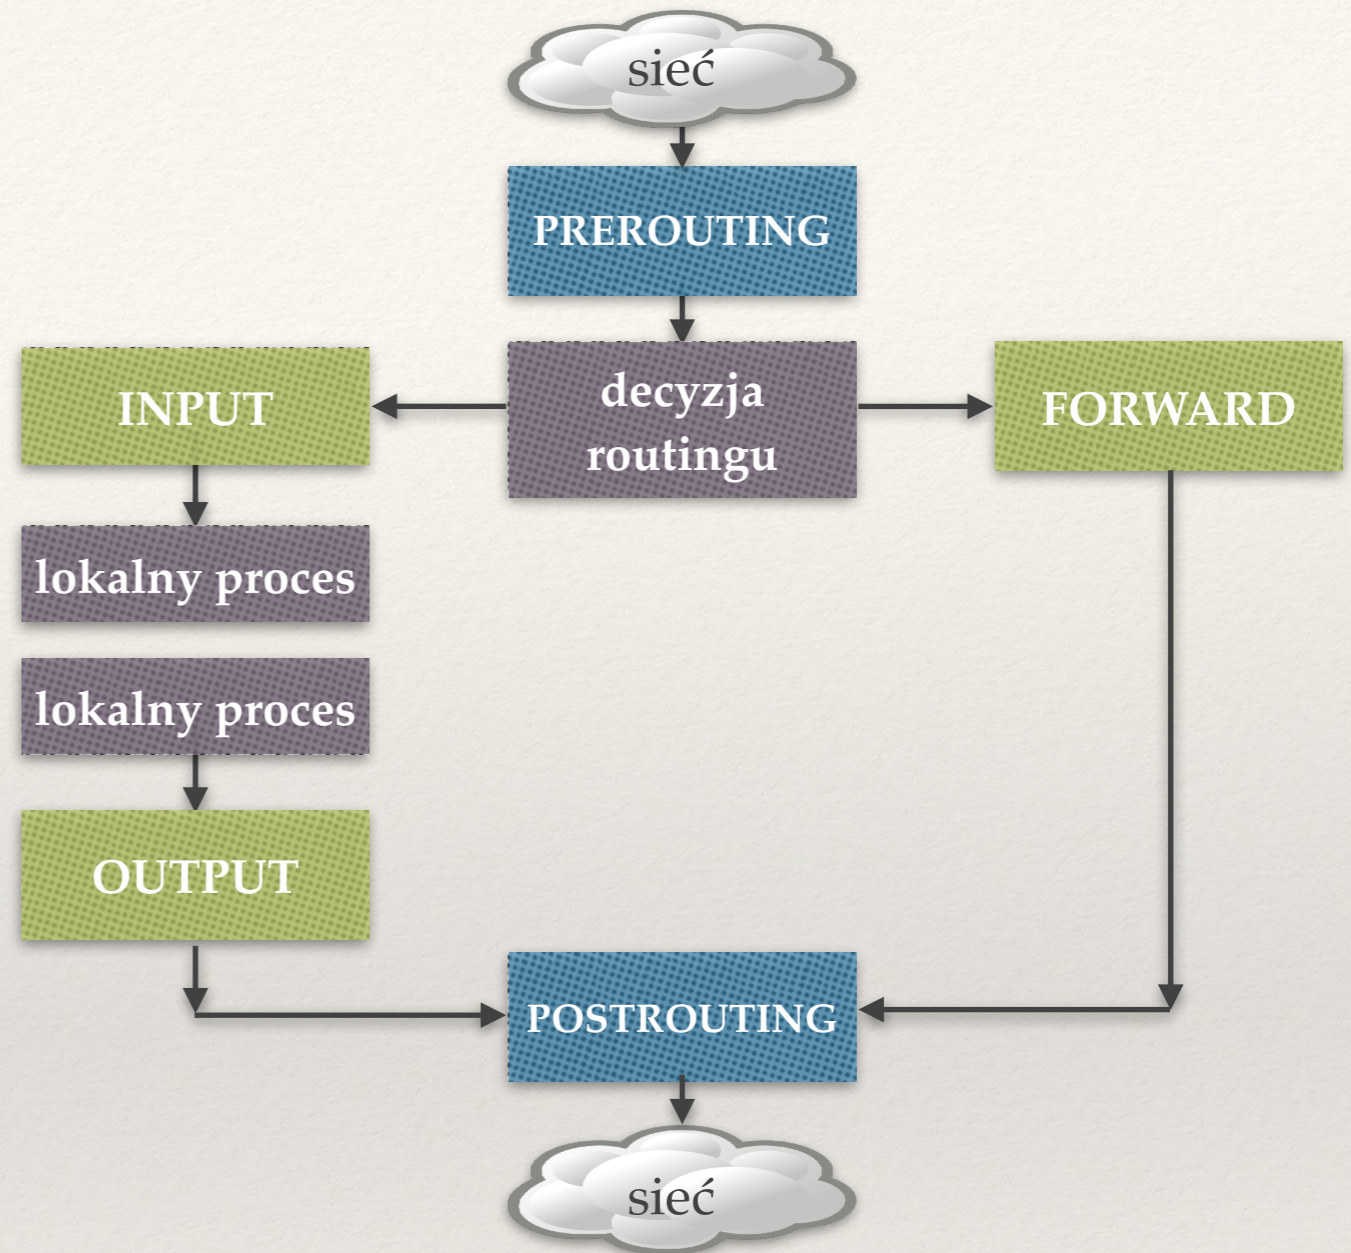 sieć
PREROUTING
INPUT
decyzja
routingu
FORWARD
lokalny proces
lokalny proces
OUTPUT
POSTROUTING
sieć